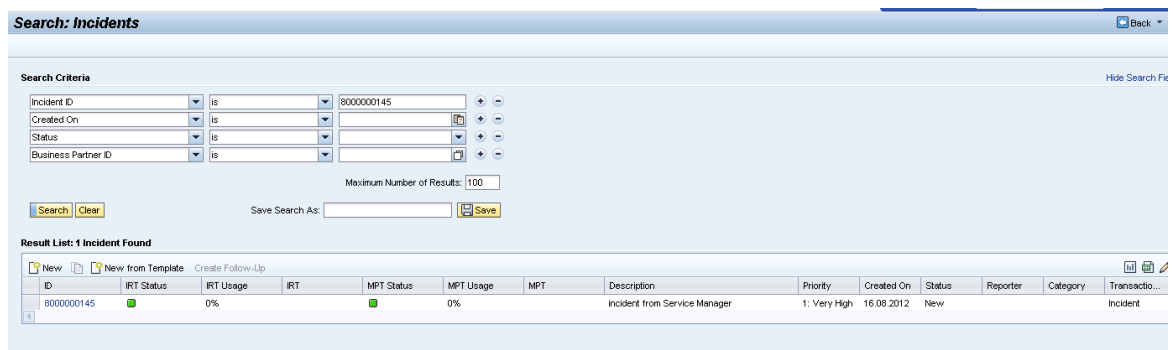 Search: Incidents
Back
Search Criteria
Hide Search Fie
Incident ID is 8000000145
Created On is
Status is
Business Partner ID is
Maximum Number of Results: 100
Search Clear Save Search As: Save
Result List: 1 Incident Found
New New from Template Create Follow-Up
ID IRT Status IRT Usage IRT MPT Status MPT Usage MPT Description Priority Created On Status Reporter Category Transactio...
8000000145 0% 0% incident from Service Manager 1: Very High 16.08.2012 New Incident